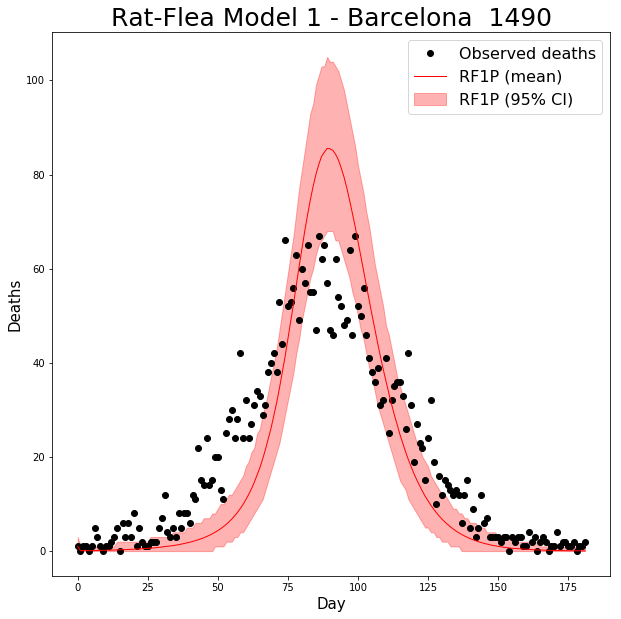 Rat-Flea Model 1 - Barcelona  1490
Observed deaths
RF1P (mean)
RF1P (95% CI)
Deaths
100
80
60
40
20
0
0 25 50 75 100 125 150 175
Day